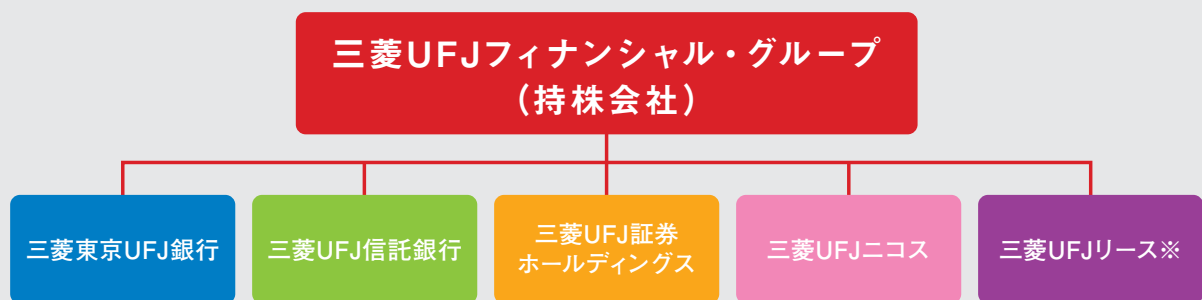 三菱UFJフィナンシャル・グループ
（持株会社）
三菱東京UFJ銀行
三菱UFJ信託銀行
三菱UFJ証券
ホールディングス
三菱UFJニコス
三菱UFJリース※